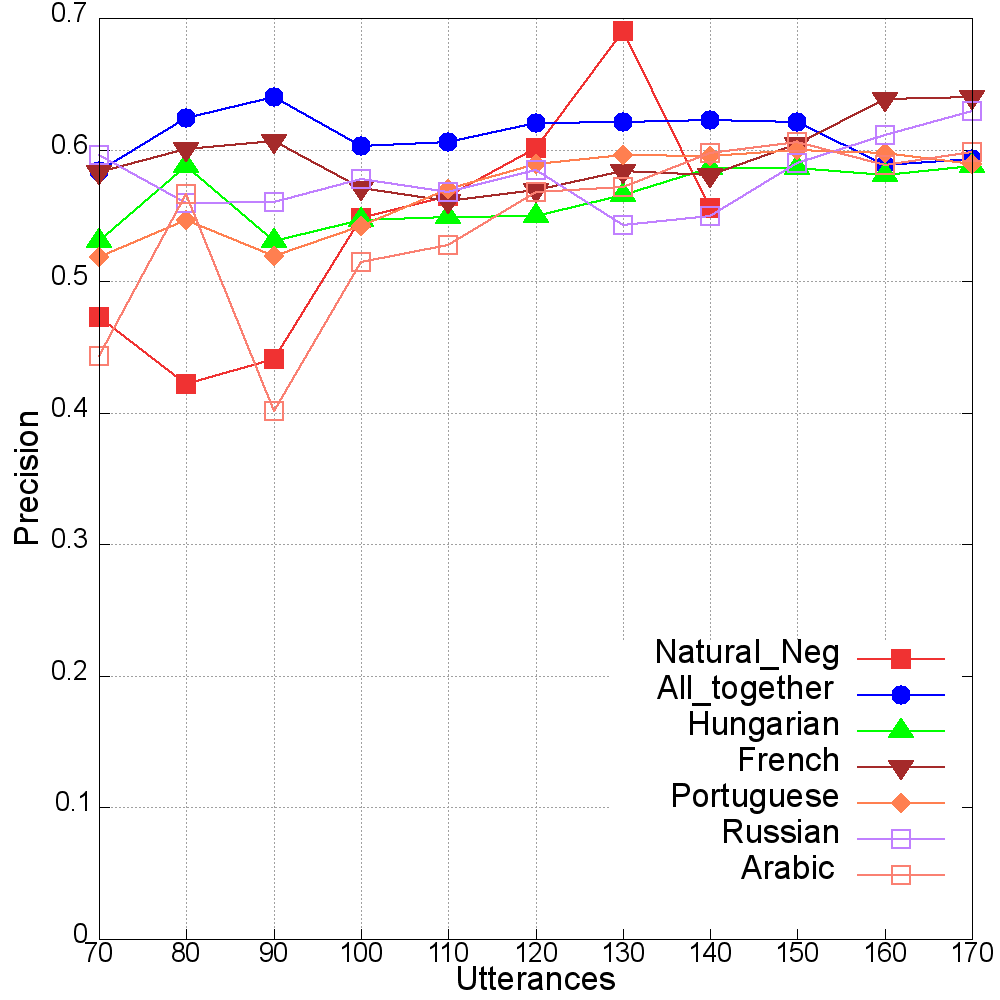 0.7
0.6
0.5
0.4
0.3
0.2
0.1
0
Precision
70 80 90 100 110 120 130 140 150 160 170
Utterances
Natural_Neg
All_together
Hungarian
French
Portuguese
Russian
Arabic